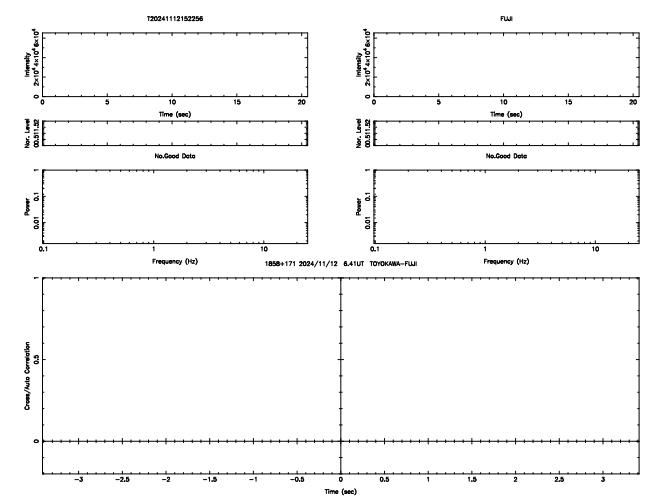 T20241112152256
FUJI
Intensity
0 2×10⁴ 4×10⁴ 6×10⁴
0 5 10 15 20
Time (sec)
Intensity
0 2×10⁴ 4×10⁴ 6×10⁴
0 5 10 15 20
Time (sec)
Nor. Level
0 0.5 1 1.5 2
Nor. Level
0 0.5 1 1.5 2
No.Good Data
No.Good Data
Power
1
0.1
0.01
0.1 1 10
Frequency (Hz)
Power
1
0.1
0.01
0.1 1 10
Frequency (Hz)
1858+171 2024/11/12 6.41UT TOYOKAWA-FUJI
Cross/Auto Correlation
1
0.5
0
-3 -2.5 -2 -1.5 -1 -0.5 0 0.5 1 1.5 2 2.5 3
Time (sec)